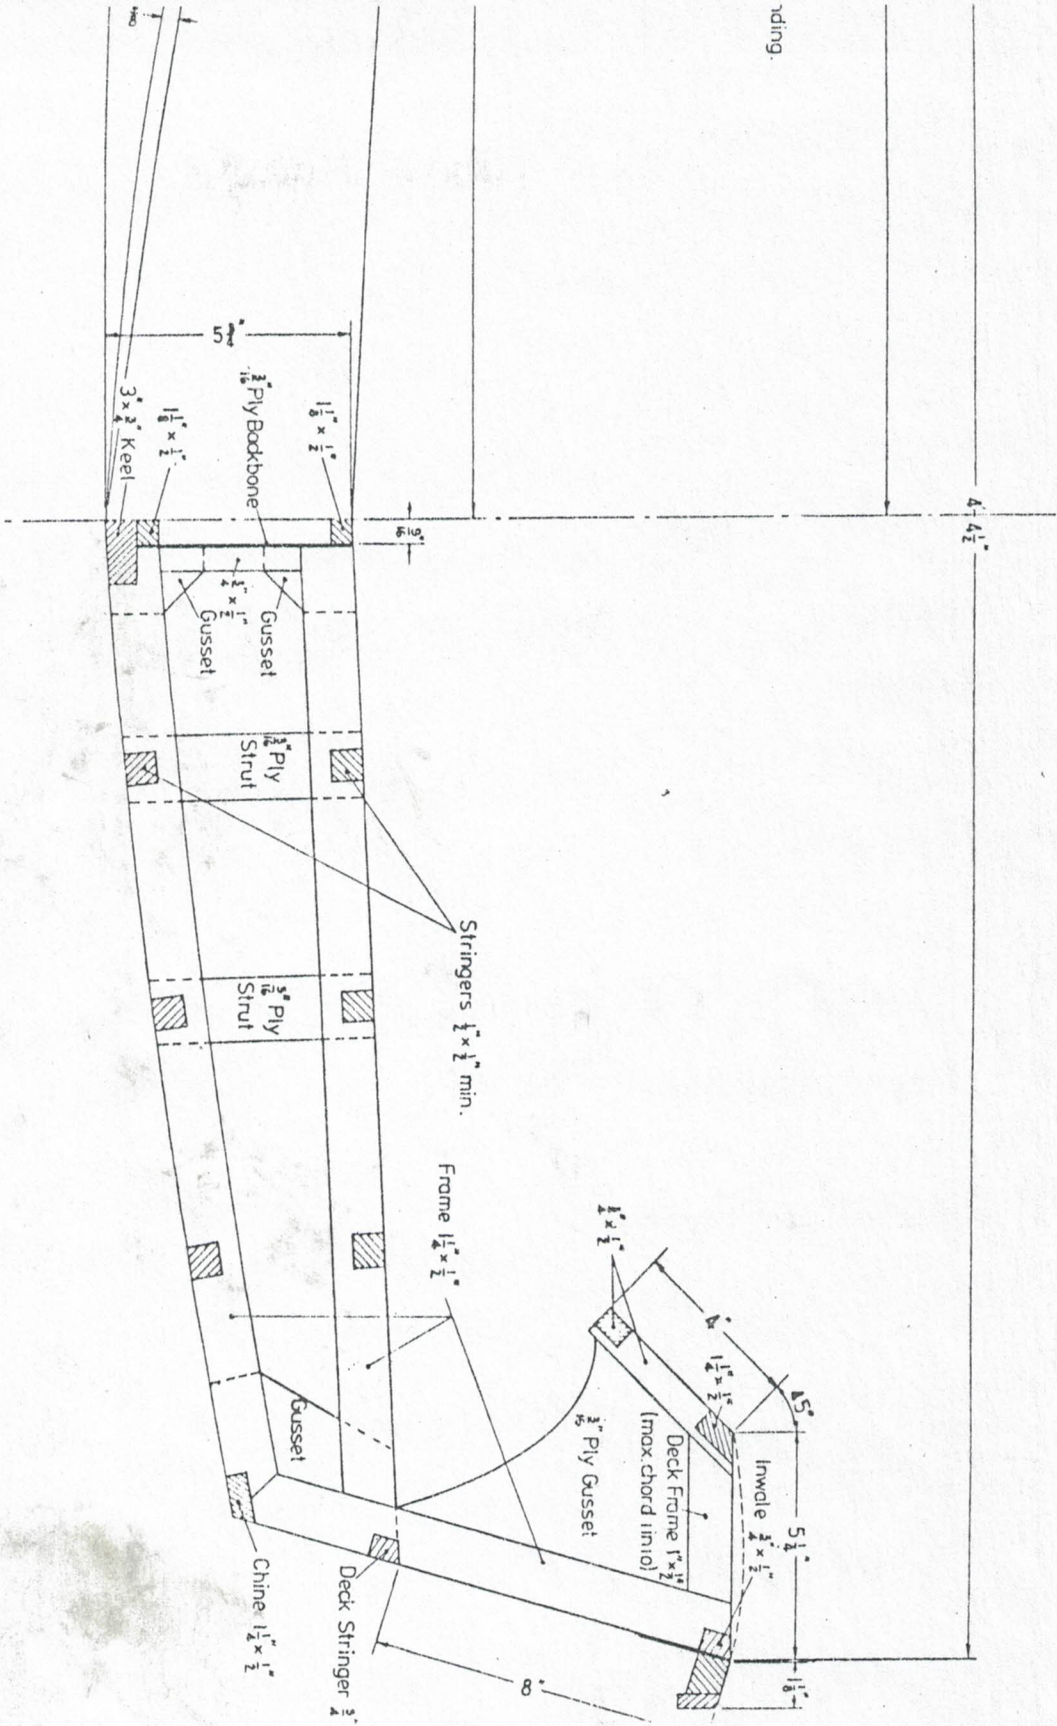 nding.
4' 4½"
5¾"
1⅛" x ½"
3/16" Ply Backbone
1⅛" x ½"
3" x ¾" Keel
9/16"
¾" x ½"
Gusset
Gusset
3/16" Ply
Strut
3/16" Ply
Strut
Stringers ½" x ½" min.
Frame 1¼" x ½"
¾" x ½"
4"
45°
1¼" x ½"
Inwale ¾" x ½"
5¼"
1⅛"
Deck Frame 1" x ½"
(max. chord 1 in 10)
3/16" Ply Gusset
Gusset
8"
Deck Stringer ¾"
Chine 1¼" x ½"